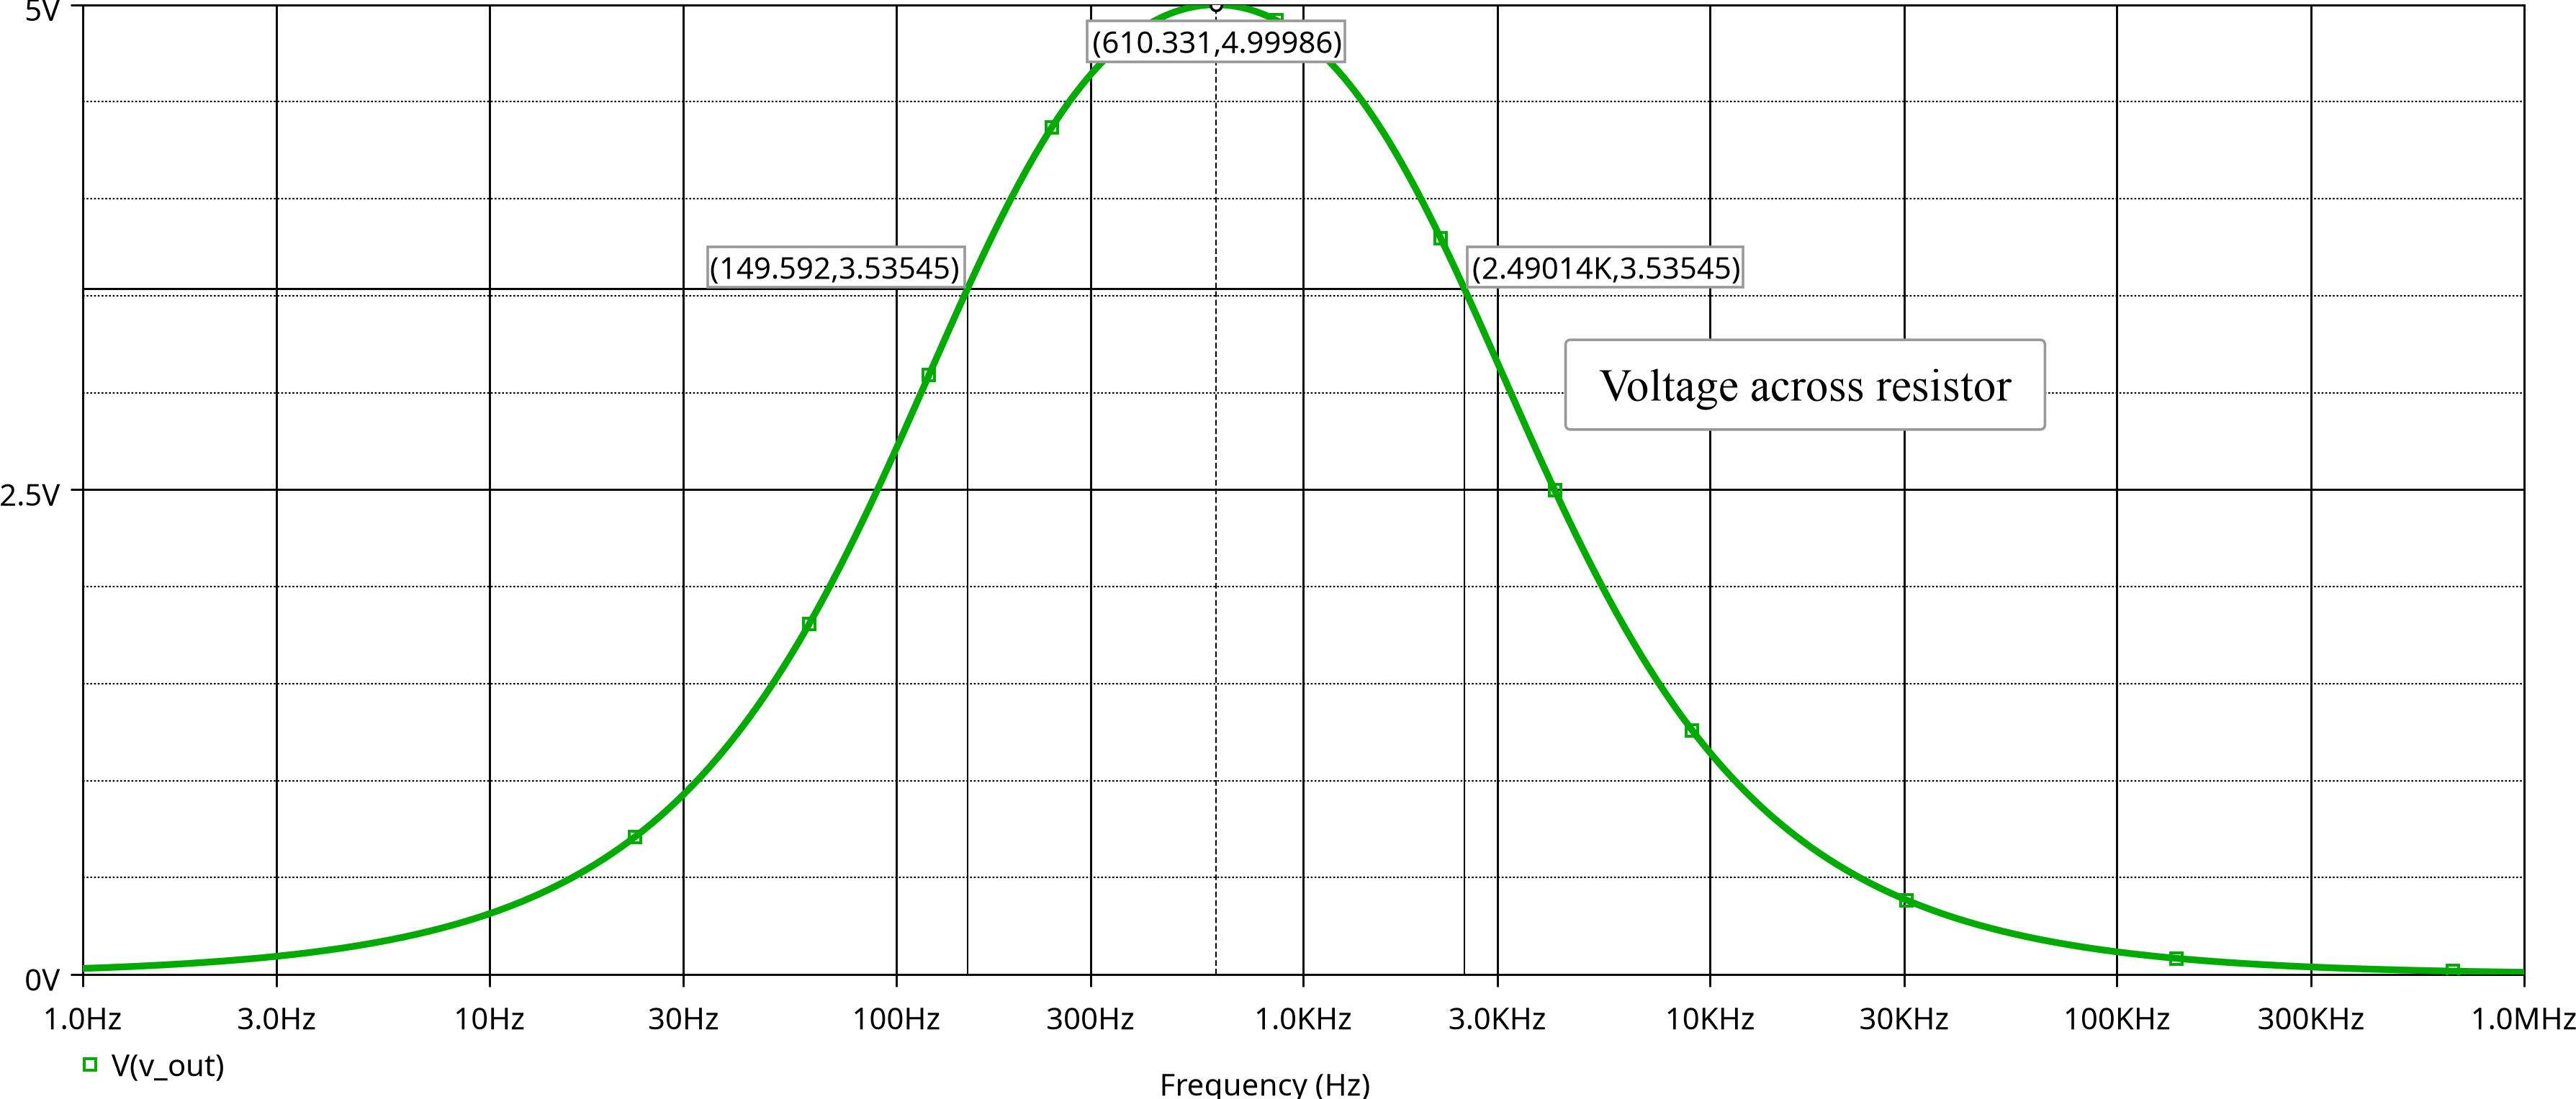 5V
(610.331,4.99986)
(149.592,3.53545)
(2.49014K,3.53545)
Voltage across resistor
2.5V
0V
1.0Hz 3.0Hz 10Hz 30Hz 100Hz 300Hz 1.0KHz 3.0KHz 10KHz 30KHz 100KHz 300KHz 1.0MHz
V(v_out)
Frequency (Hz)